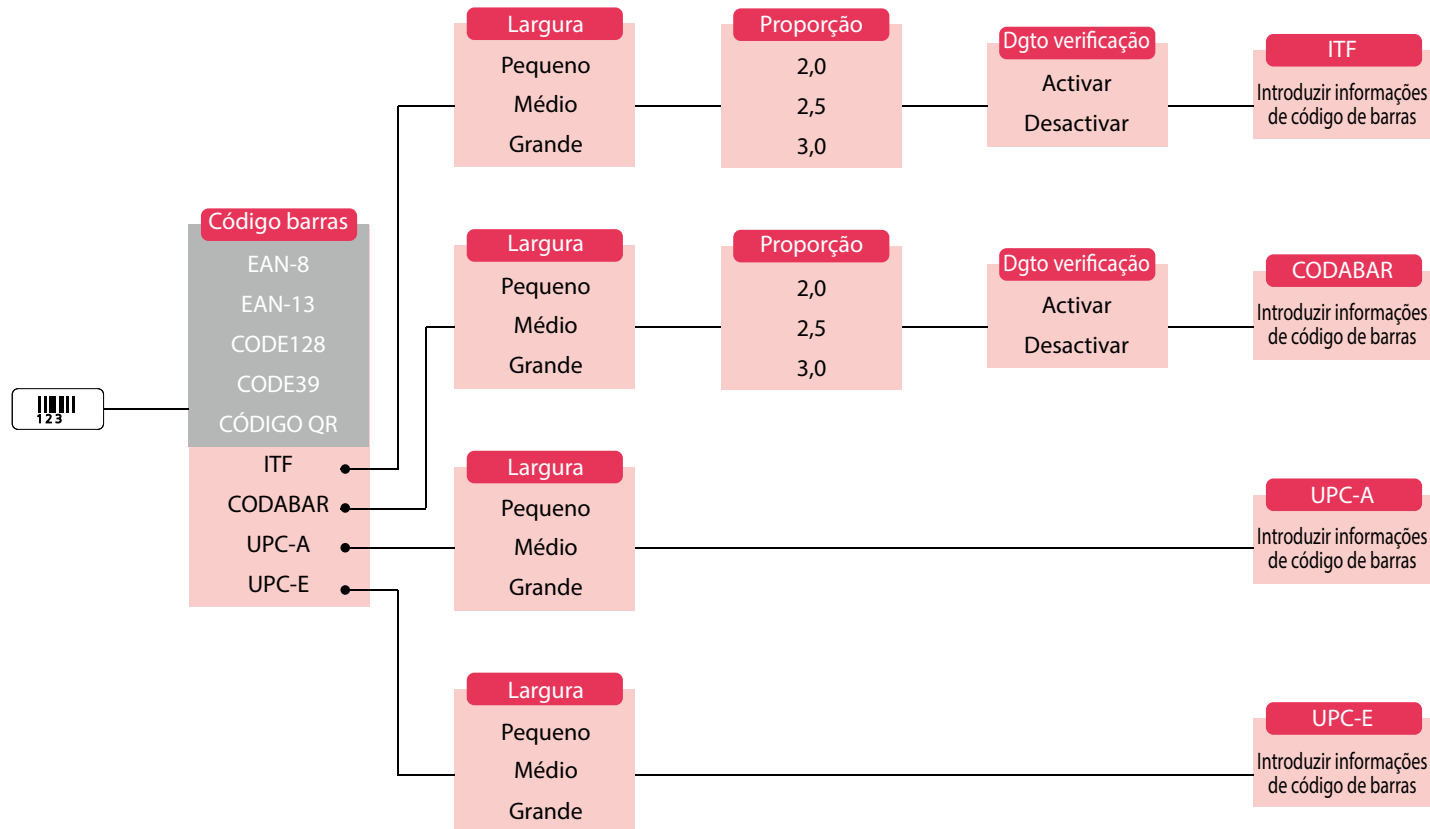 Largura
Pequeno
Médio
Grande
Proporção
2,0
2,5
3,0
Dgto verificação
Activar
Desactivar
ITF
Introduzir informações
de código de barras
Código barras
EAN-8
EAN-13
CODE128
CODE39
CÓDIGO QR
ITF
CODABAR
UPC-A
UPC-E
123
Largura
Pequeno
Médio
Grande
Proporção
2,0
2,5
3,0
Dgto verificação
Activar
Desactivar
CODABAR
Introduzir informações
de código de barras
Largura
Pequeno
Médio
Grande
UPC-A
Introduzir informações
de código de barras
Largura
Pequeno
Médio
Grande
UPC-E
Introduzir informações
de código de barras